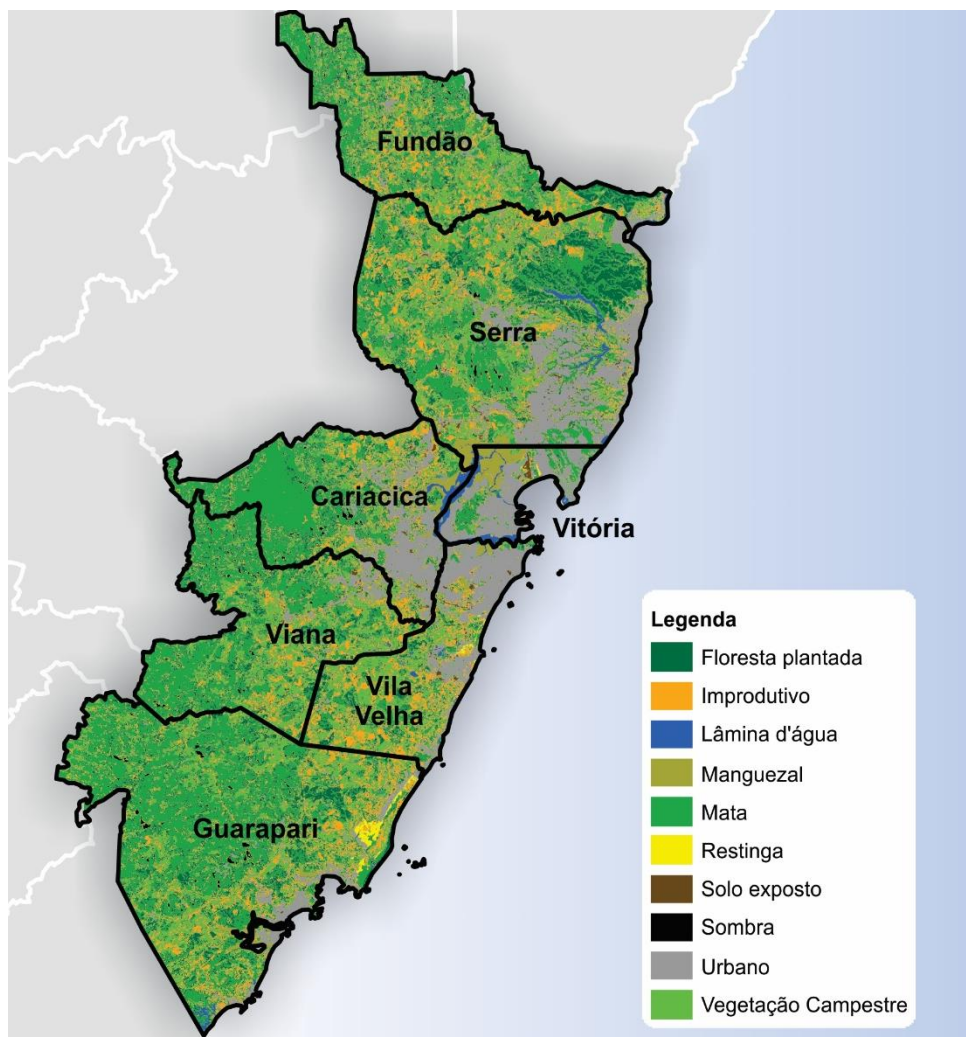 Fundão
Serra
Cariacica
Vitória
Viana
Vila
Velha
Guarapari
Legenda
Floresta plantada
Improdutivo
Lâmina d'água
Manguezal
Mata
Restinga
Solo exposto
Sombra
Urbano
Vegetação Campestre